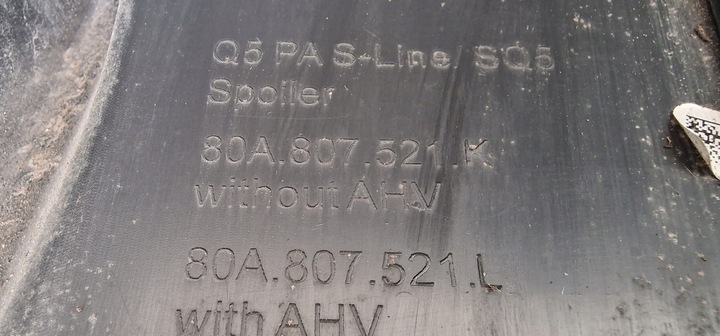 Q5 PA S-Line/ SQ5
Spoiler
80A.807.521.K
without AHV
80A.807.521.L
with AHV